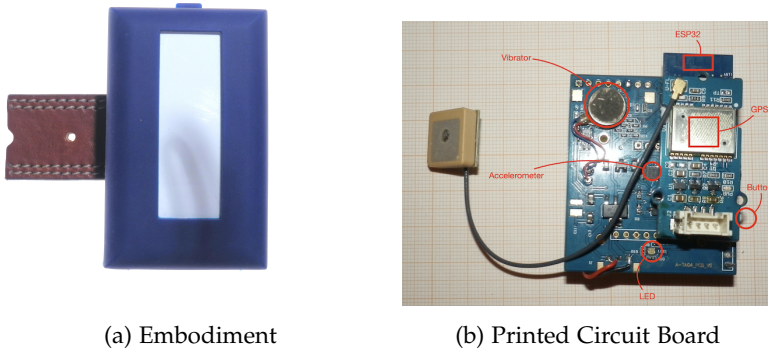 ESP32
Vibrator
GPS
Accelerometer
Butto
LED
(a) Embodiment
(b) Printed Circuit Board